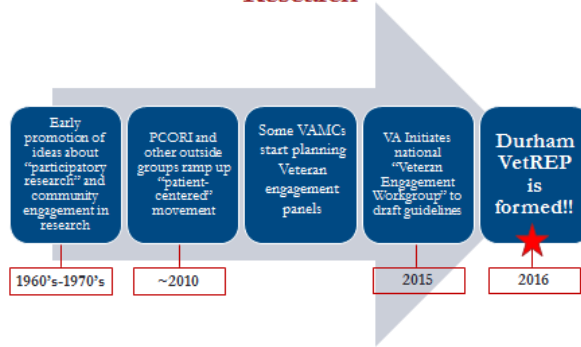 Research
Early
promotion of
ideas about
"participatory
research" and
community
engagement in
research
PCORI and
other outside
groups ramp up
"patient-
centered"
movement
Some VAMCs
start planning
Veteran
engagement
panels
VA Initiates
national
"Veteran
Engagement
Workgroup" to
draft guidelines
Durham
VetREP
is
formed!!
1960's-1970's
~2010
2015
2016